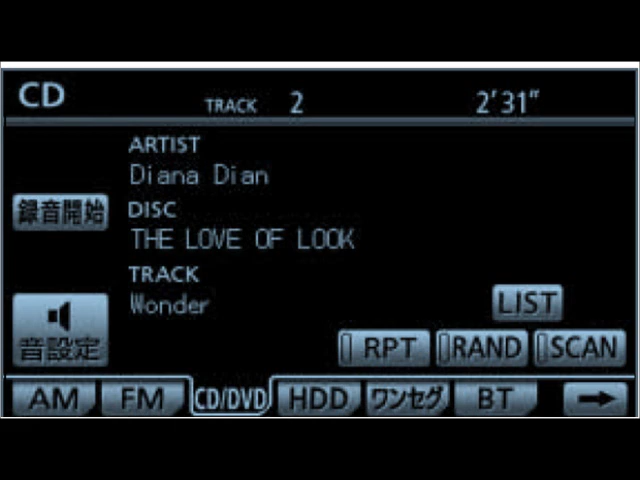 CD
TRACK 2 2'31"
ARTIST
Diana Dian
録音開始
DISC
THE LOVE OF LOOK
TRACK
Wonder
LIST
音設定
RPT RAND SCAN
AM FM CD/DVD HDD ワンセグ BT